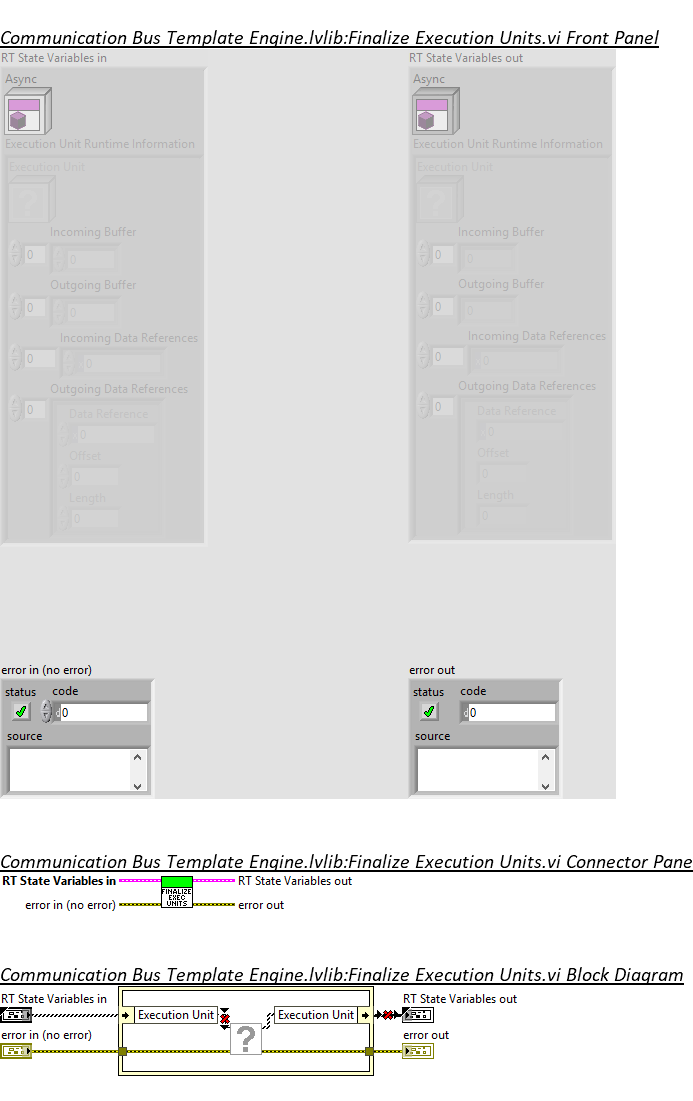 Communication Bus Template Engine.lvlib:Finalize Execution Units.vi Front Panel
RT State Variables in
RT State Variables out
Async
Async
Execution Unit Runtime Information
Execution Unit Runtime Information
Execution Unit
Execution Unit
?
?
Incoming Buffer
Incoming Buffer
0
0
0
0
Outgoing Buffer
Outgoing Buffer
0
0
0
0
Incoming Data References
Incoming Data References
0
0
0
0
Outgoing Data References
Outgoing Data References
0
0
Data Reference
Data Reference
0
0
Offset
Offset
0
0
Length
Length
0
0
error in (no error)
error out
status code
status code
d0
d0
source
source
Communication Bus Template Engine.lvlib:Finalize Execution Units.vi Connector Pane
RT State Variables in
RT State Variables out
FINALIZE
EXEC
UNITS
error in (no error)
error out
Communication Bus Template Engine.lvlib:Finalize Execution Units.vi Block Diagram
RT State Variables in
RT State Variables out
Execution Unit
Execution Unit
?
error in (no error)
error out